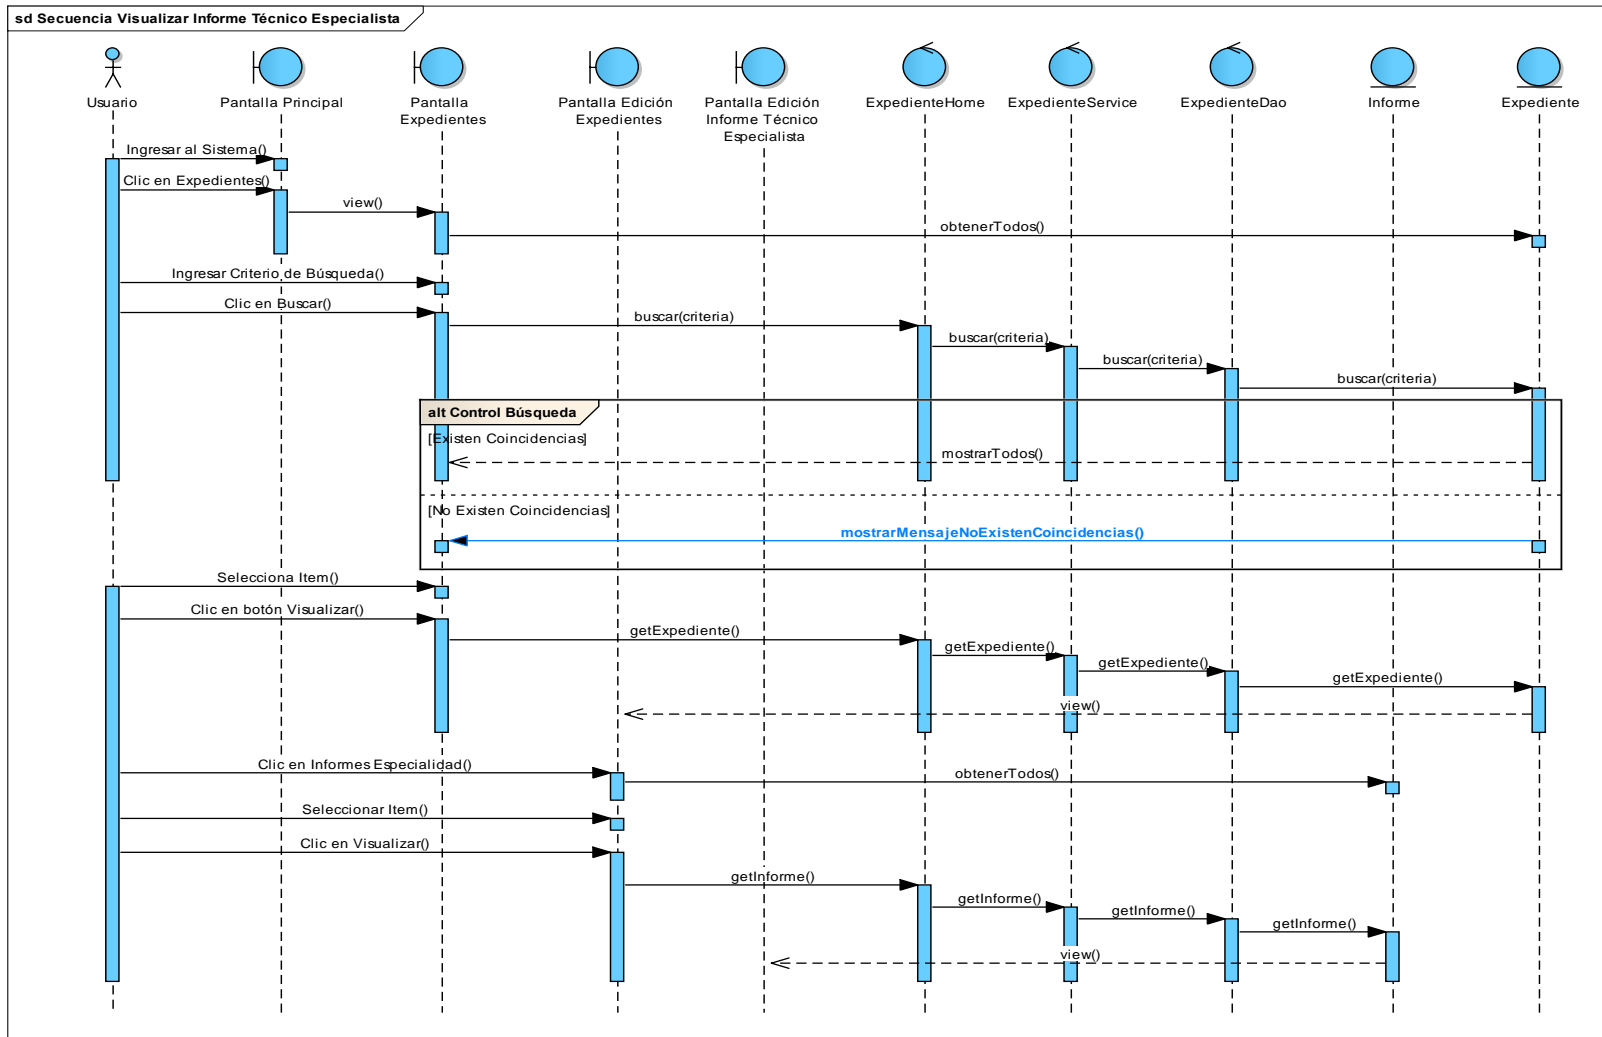 sd Secuencia Visualizar Informe Técnico Especialista
Usuario
Pantalla Principal
Pantalla
Expedientes
Pantalla Edición
Expedientes
Pantalla Edición
Informe Técnico
Especialista
ExpedienteHome
ExpedienteService
ExpedienteDao
Informe
Expediente
Ingresar al Sistema()
Clic en Expedientes()
view()
obtenerTodos()
Ingresar Criterio de Búsqueda()
Clic en Buscar()
buscar(criteria)
buscar(criteria)
buscar(criteria)
buscar(criteria)
alt Control Búsqueda
[Existen Coincidencias]
mostrarTodos()
[No Existen Coincidencias]
mostrarMensajeNoExistenCoincidencias()
Selecciona Item()
Clic en botón Visualizar()
getExpediente()
getExpediente()
getExpediente()
getExpediente()
view()
Clic en Informes Especialidad()
obtenerTodos()
Seleccionar Item()
Clic en Visualizar()
getInforme()
getInforme()
getInforme()
getInforme()
view()